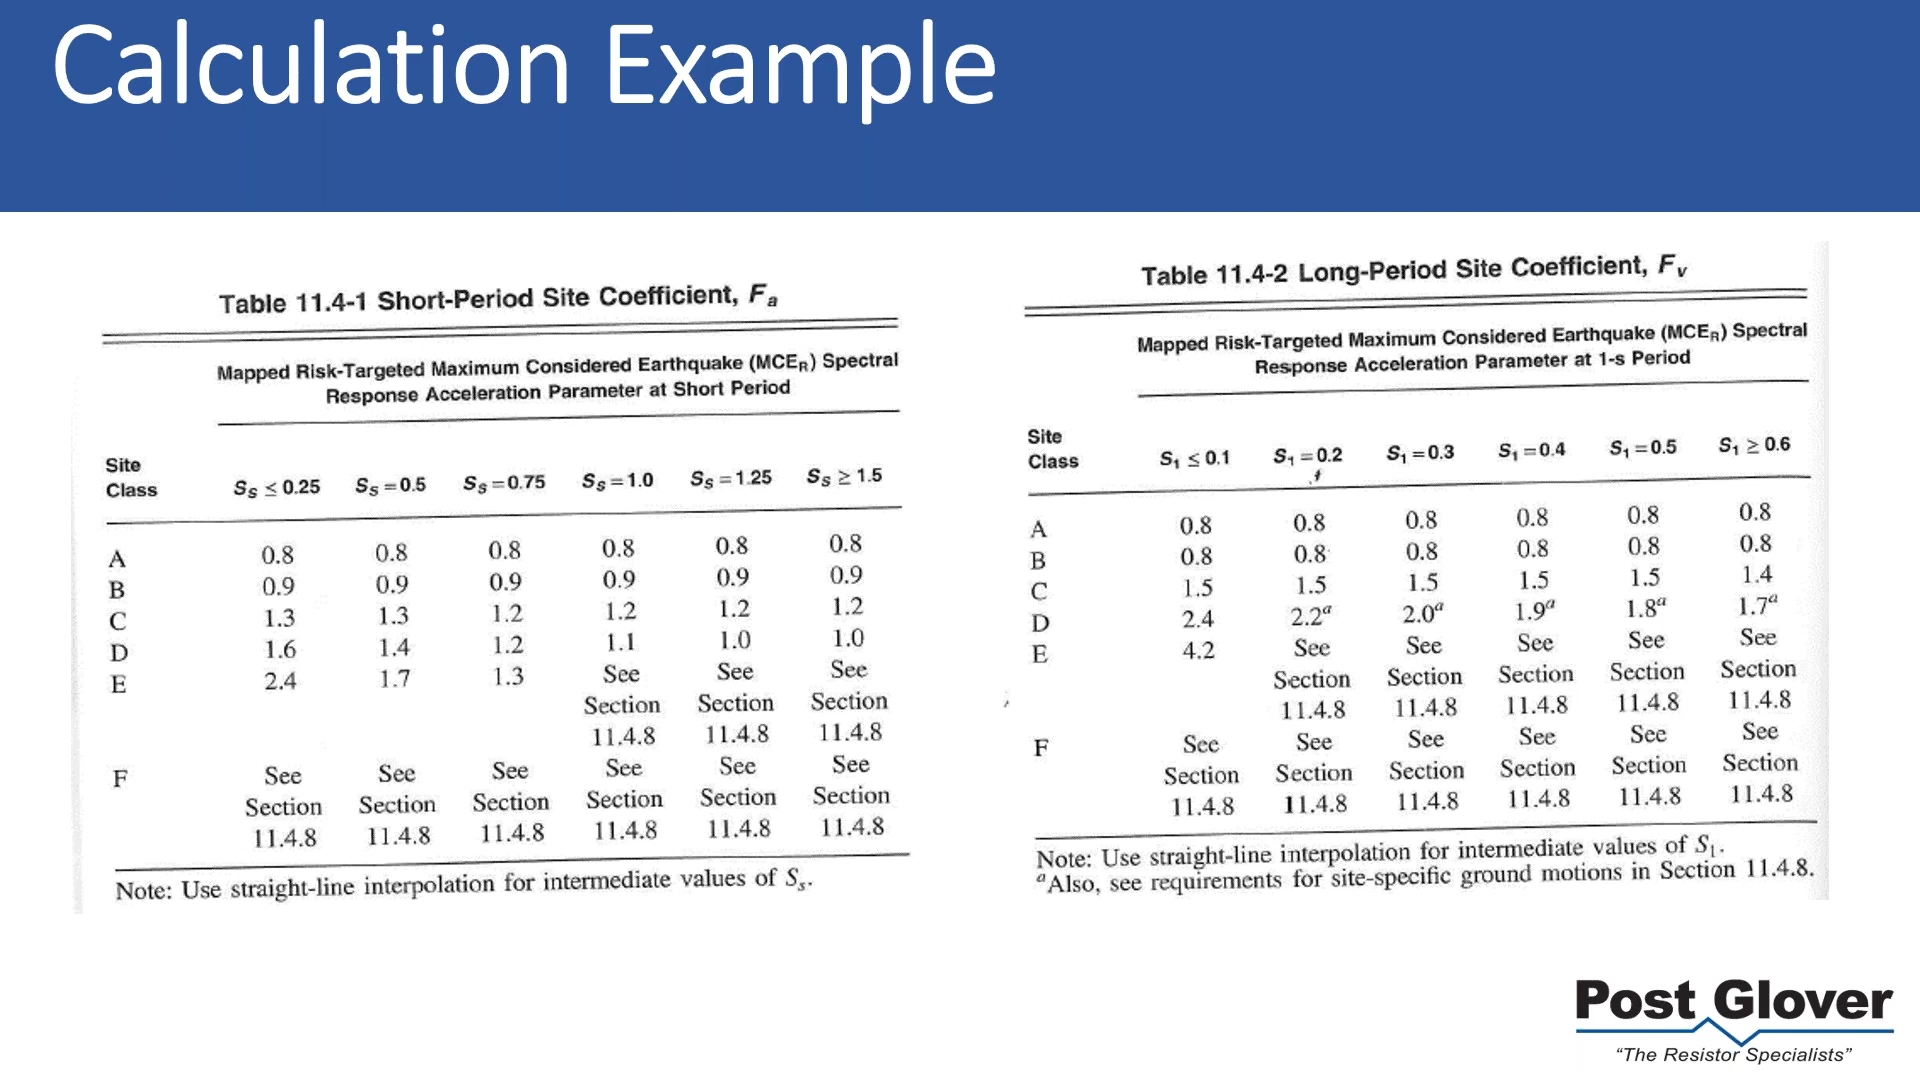 Calculation Example
Table 11.4-1 Short-Period Site Coefficient, Fa
Mapped Risk-Targeted Maximum Considered Earthquake (MCER) Spectral
Response Acceleration Parameter at Short Period
Site
Class SS ≤ 0.25 SS = 0.5 SS = 0.75 SS = 1.0 SS = 1.25 SS ≥ 1.5
A 0.8 0.8 0.8 0.8 0.8 0.8
B 0.9 0.9 0.9 0.9 0.9 0.9
C 1.3 1.3 1.2 1.2 1.2 1.2
D 1.6 1.4 1.2 1.1 1.0 1.0
E 2.4 1.7 1.3 See See See
Section Section Section
11.4.8 11.4.8 11.4.8
F See See See See See See
Section Section Section Section Section Section
11.4.8 11.4.8 11.4.8 11.4.8 11.4.8 11.4.8
Note: Use straight-line interpolation for intermediate values of Ss.
Table 11.4-2 Long-Period Site Coefficient, Fv
Mapped Risk-Targeted Maximum Considered Earthquake (MCER) Spectral
Response Acceleration Parameter at 1-s Period
Site
Class S1 ≤ 0.1 S1 = 0.2 S1 = 0.3 S1 = 0.4 S1 = 0.5 S1 ≥ 0.6
A 0.8 0.8 0.8 0.8 0.8 0.8
B 0.8 0.8 0.8 0.8 0.8 0.8
C 1.5 1.5 1.5 1.5 1.5 1.4
D 2.4 2.2a 2.0a 1.9a 1.8a 1.7a
E 4.2 See See See See See
Section Section Section Section Section
11.4.8 11.4.8 11.4.8 11.4.8 11.4.8
F See See See See See See
Section Section Section Section Section Section
11.4.8 11.4.8 11.4.8 11.4.8 11.4.8 11.4.8
Note: Use straight-line interpolation for intermediate values of S1.
aAlso, see requirements for site-specific ground motions in Section 11.4.8.
Post Glover
“The Resistor Specialists”